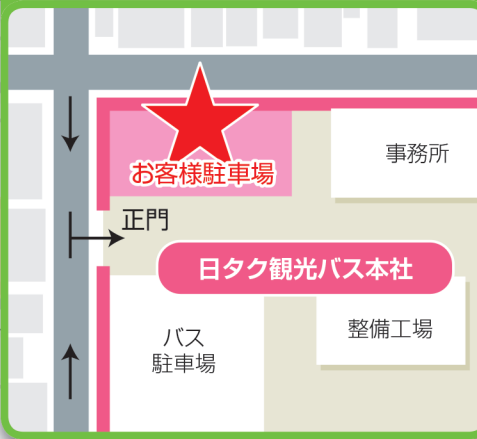 お客様駐車場
事務所
正門
日タク観光バス本社
バス
駐車場
整備工場